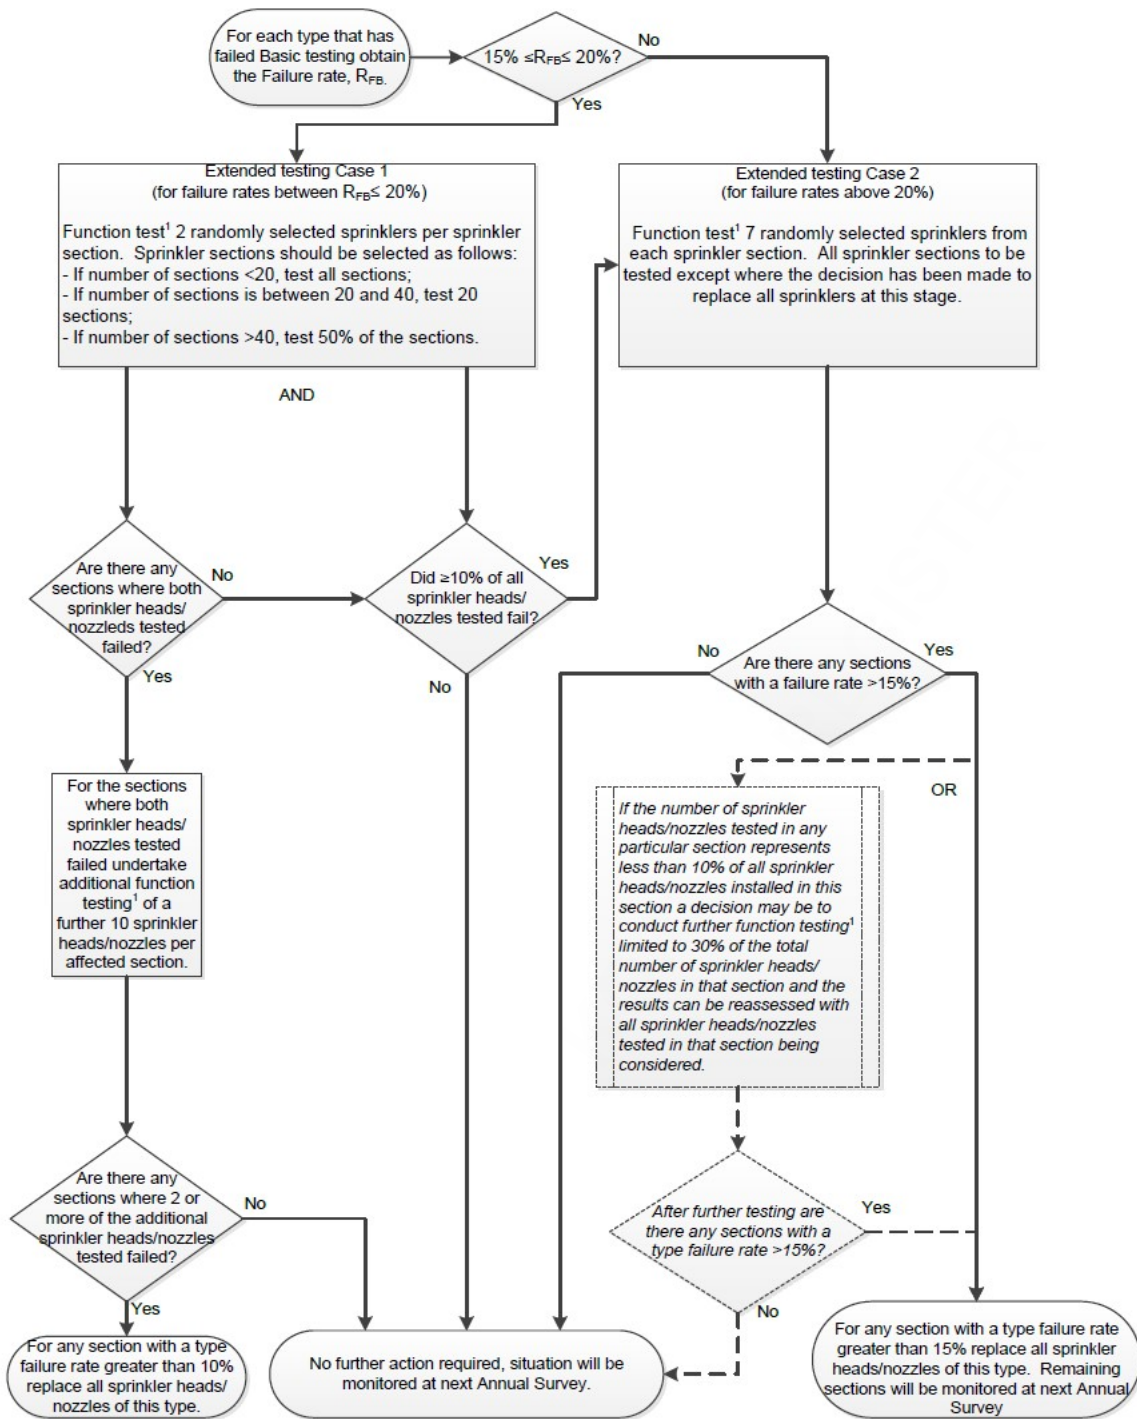 For each type that has
failed Basic testing obtain
the Failure rate, RFB.
15% ≤RFB≤ 20%?
No
Yes
Extended testing Case 1
(for failure rates between RFB≤ 20%)
Function test¹ 2 randomly selected sprinklers per sprinkler
section. Sprinkler sections should be selected as follows:
- If number of sections <20, test all sections;
- If number of sections is between 20 and 40, test 20
sections;
- If number of sections >40, test 50% of the sections.
Extended testing Case 2
(for failure rates above 20%)
Function test¹ 7 randomly selected sprinklers from
each sprinkler section. All sprinkler sections to be
tested except where the decision has been made to
replace all sprinklers at this stage.
AND
Are there any
sections where both
sprinkler heads/
nozzleds tested
failed?
No
Yes
Did ≥10% of all
sprinkler heads/
nozzles tested fail?
Yes
No
Are there any sections
with a failure rate >15%?
No
Yes
For the sections
where both
sprinkler heads/
nozzles tested
failed undertake
additional function
testing¹ of a
further 10 sprinkler
heads/nozzles per
affected section.
OR
If the number of sprinkler
heads/nozzles tested in any
particular section represents
less than 10% of all sprinkler
heads/nozzles installed in this
section a decision may be to
conduct further function testing¹
limited to 30% of the total
number of sprinkler heads/
nozzles in that section and the
results can be reassessed with
all sprinkler heads/nozzles
tested in that section being
considered.
Are there any
sections where 2 or
more of the additional
sprinkler heads/nozzles
tested failed?
No
Yes
After further testing are
there any sections with a
type failure rate >15%?
Yes
No
For any section with a type
failure rate greater than 10%
replace all sprinkler heads/
nozzles of this type.
No further action required, situation will be
monitored at next Annual Survey.
For any section with a type failure rate
greater than 15% replace all sprinkler
heads/nozzles of this type. Remaining
sections will be monitored at next Annual
Survey